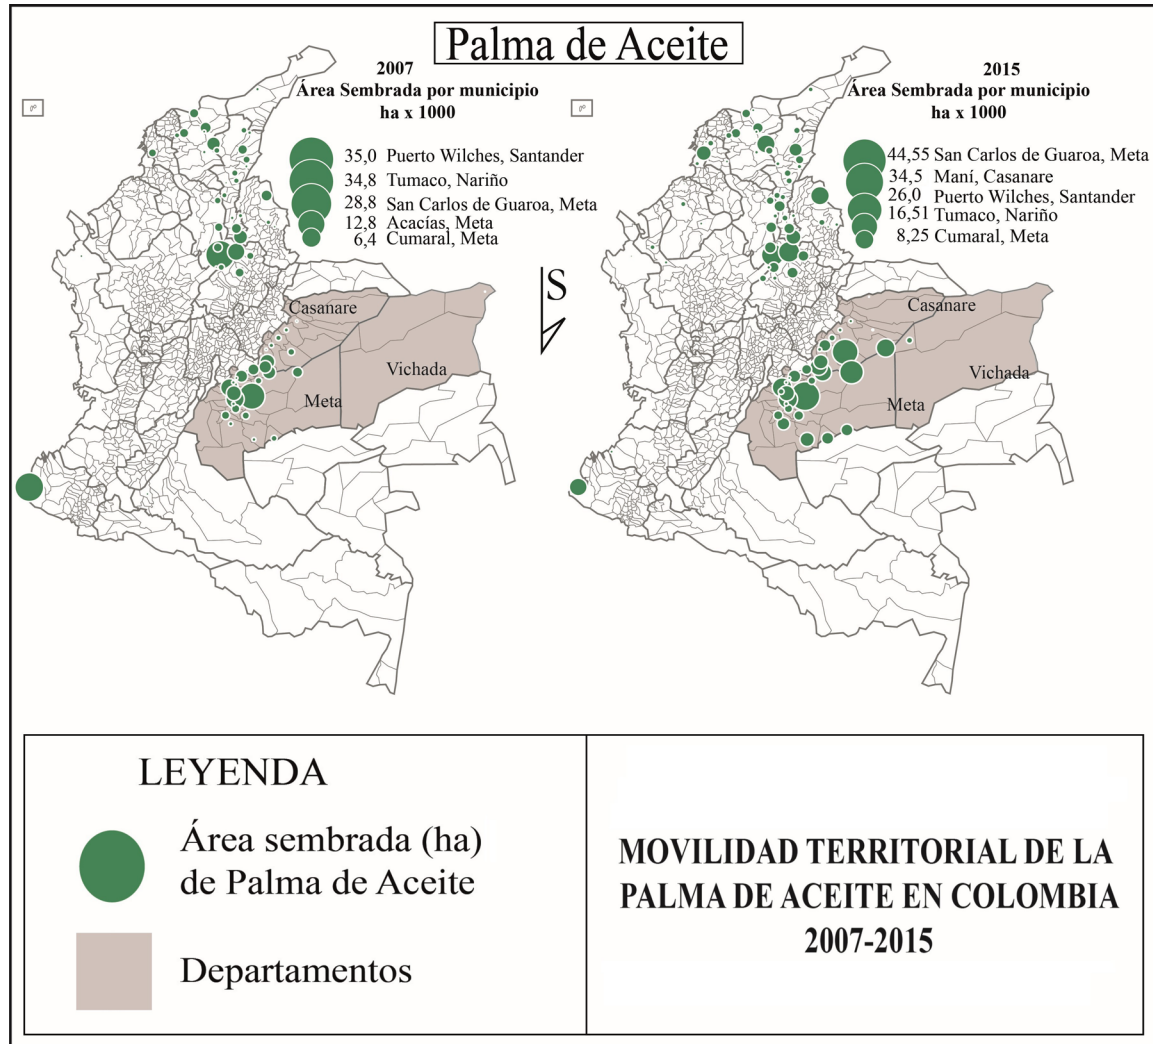 Palma de Aceite
2007
Área Sembrada por municipio
ha x 1000
35,0 Puerto Wilches, Santander
34,8 Tumaco, Nariño
28,8 San Carlos de Guaroa, Meta
12,8 Acacías, Meta
6,4 Cumaral, Meta
Casanare
Vichada
Meta
S
2015
Área Sembrada por municipio
ha x 1000
44,55 San Carlos de Guaroa, Meta
34,5 Maní, Casanare
26,0 Puerto Wilches, Santander
16,51 Tumaco, Nariño
8,25 Cumaral, Meta
Casanare
Vichada
Meta
LEYENDA
Área sembrada (ha)
de Palma de Aceite
Departamentos
MOVILIDAD TERRITORIAL DE LA
PALMA DE ACEITE EN COLOMBIA
2007-2015